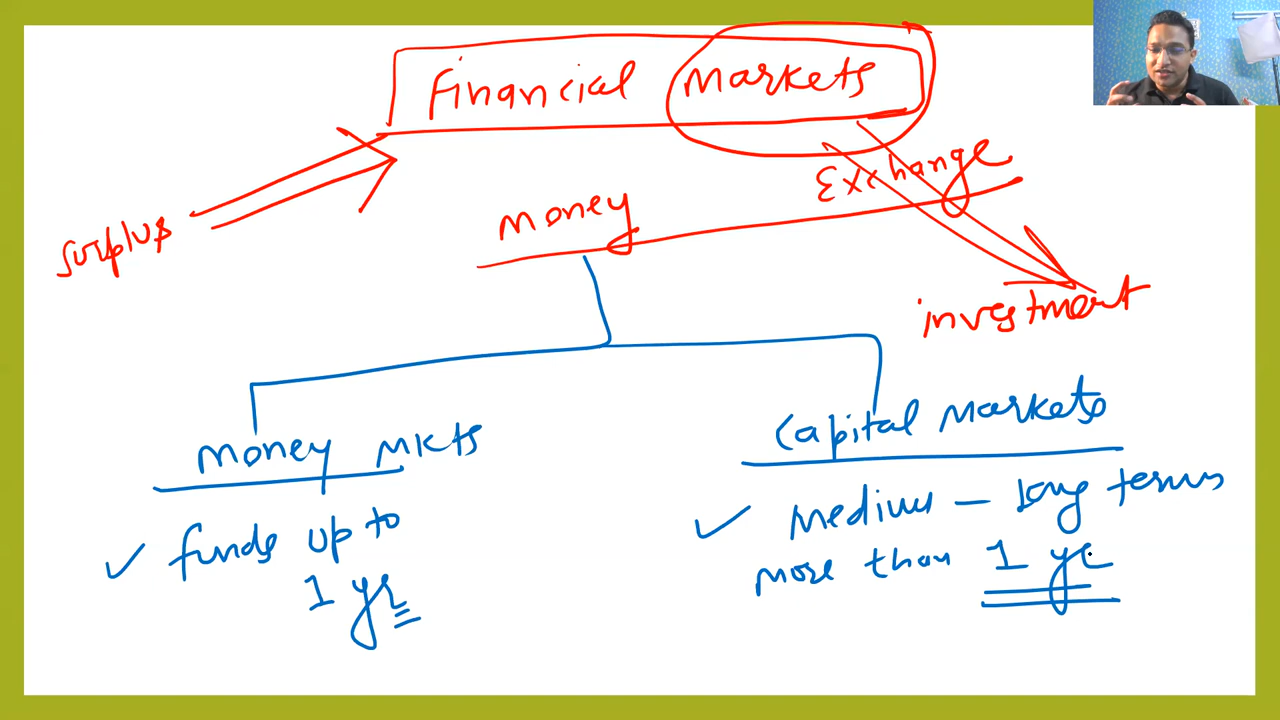 Financial Markets
Exchange
surplus
money
investment
money mkts
capital markets
✓ funds up to
1 yr
✓ medium – long terms
more than 1 yr